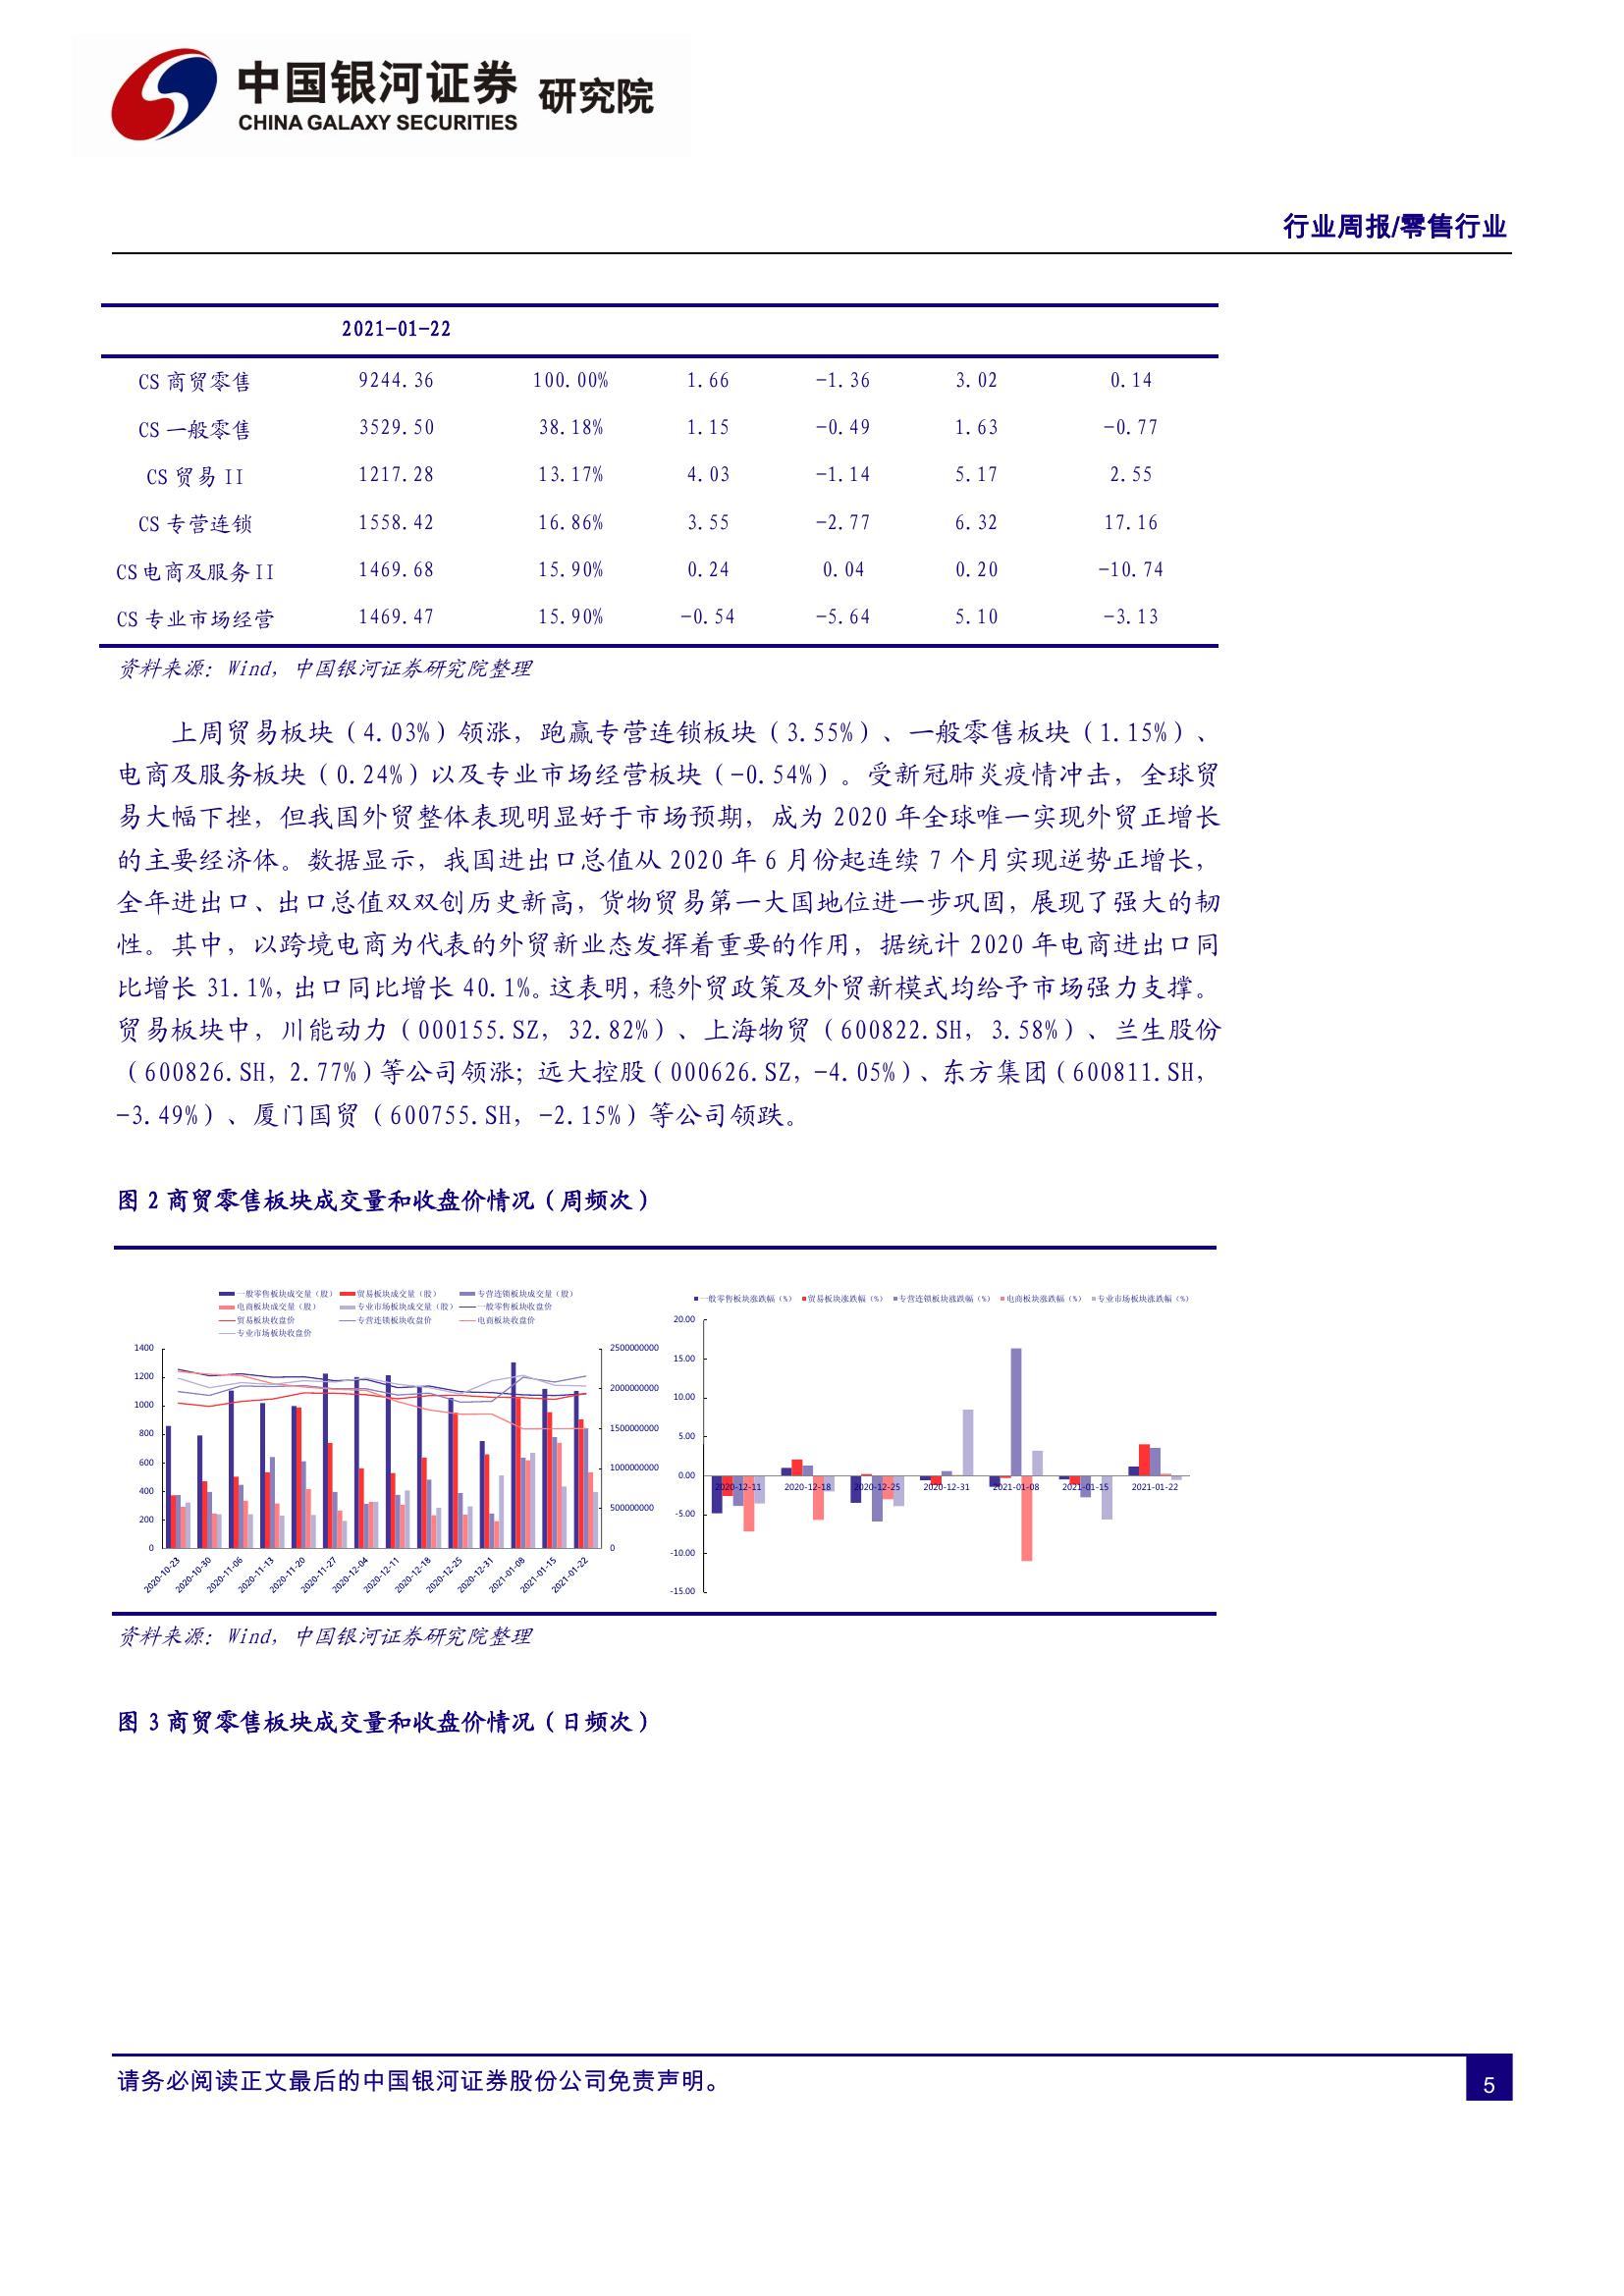 中国银河证券 研究院
CHINA GALAXY SECURITIES
行业周报/零售行业
2021-01-22
CS 商贸零售 9244.36 100.00% 1.66 -1.36 3.02 0.14
CS 一般零售 3529.50 38.18% 1.15 -0.49 1.63 -0.77
CS 贸易 II 1217.28 13.17% 4.03 -1.14 5.17 2.55
CS 专营连锁 1558.42 16.86% 3.55 -2.77 6.32 17.16
CS 电商及服务 II 1469.68 15.90% 0.24 0.04 0.20 -10.74
CS 专业市场经营 1469.47 15.90% -0.54 -5.64 5.10 -3.13
资料来源：Wind，中国银河证券研究院整理
上周贸易板块（4.03%）领涨，跑赢专营连锁板块（3.55%）、一般零售板块（1.15%）、
电商及服务板块（0.24%）以及专业市场经营板块（-0.54%）。受新冠肺炎疫情冲击，全球贸
易大幅下挫，但我国外贸整体表现明显好于市场预期，成为 2020 年全球唯一实现外贸正增长
的主要经济体。数据显示，我国进出口总值从 2020 年 6 月份起连续 7 个月实现逆势正增长，
全年进出口、出口总值双双创历史新高，货物贸易第一大国地位进一步巩固，展现了强大的韧
性。其中，以跨境电商为代表的外贸新业态发挥着重要的作用，据统计 2020 年电商进出口同
比增长 31.1%，出口同比增长 40.1%。这表明，稳外贸政策及外贸新模式均给予市场强力支撑。
贸易板块中，川能动力（000155.SZ，32.82%）、上海物贸（600822.SH，3.58%）、兰生股份
（600826.SH，2.77%）等公司领涨；远大控股（000626.SZ，-4.05%）、东方集团（600811.SH，
-3.49%）、厦门国贸（600755.SH，-2.15%）等公司领跌。
图 2 商贸零售板块成交量和收盘价情况（周频次）
一般零售板块成交量（股） 贸易板块成交量（股） 专营连锁板块成交量（股）
电商板块成交量（股） 专业市场板块成交量（股） 一般零售板块收盘价
贸易板块收盘价 专营连锁板块收盘价 电商板块收盘价
专业市场板块收盘价
1400 2500000000
1200 2000000000
1000
800 1500000000
600 1000000000
400
200 500000000
0 0
2020-10-23 2020-10-30 2020-11-06 2020-11-13 2020-11-20 2020-11-27 2020-12-04 2020-12-11 2020-12-18 2020-12-25 2020-12-31 2021-01-08 2021-01-15 2021-01-22
一般零售板块涨跌幅（%） 贸易板块涨跌幅（%） 专营连锁板块涨跌幅（%） 电商板块涨跌幅（%） 专业市场板块涨跌幅（%）
20.00
15.00
10.00
5.00
0.00
2020-12-11 2020-12-18 2020-12-25 2020-12-31 2021-01-08 2021-01-15 2021-01-22
-5.00
-10.00
-15.00
资料来源：Wind，中国银河证券研究院整理
图 3 商贸零售板块成交量和收盘价情况（日频次）
请务必阅读正文最后的中国银河证券股份公司免责声明。
5